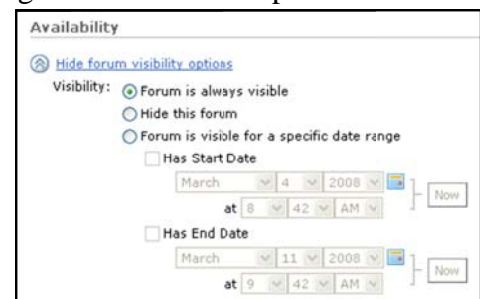 Availability
Hide forum visibility options
Visibility: Forum is always visible
Hide this forum
Forum is visible for a specific date range
Has Start Date
March 4 2008
Now
at 8 42 AM
Has End Date
March 11 2008
Now
at 9 42 AM